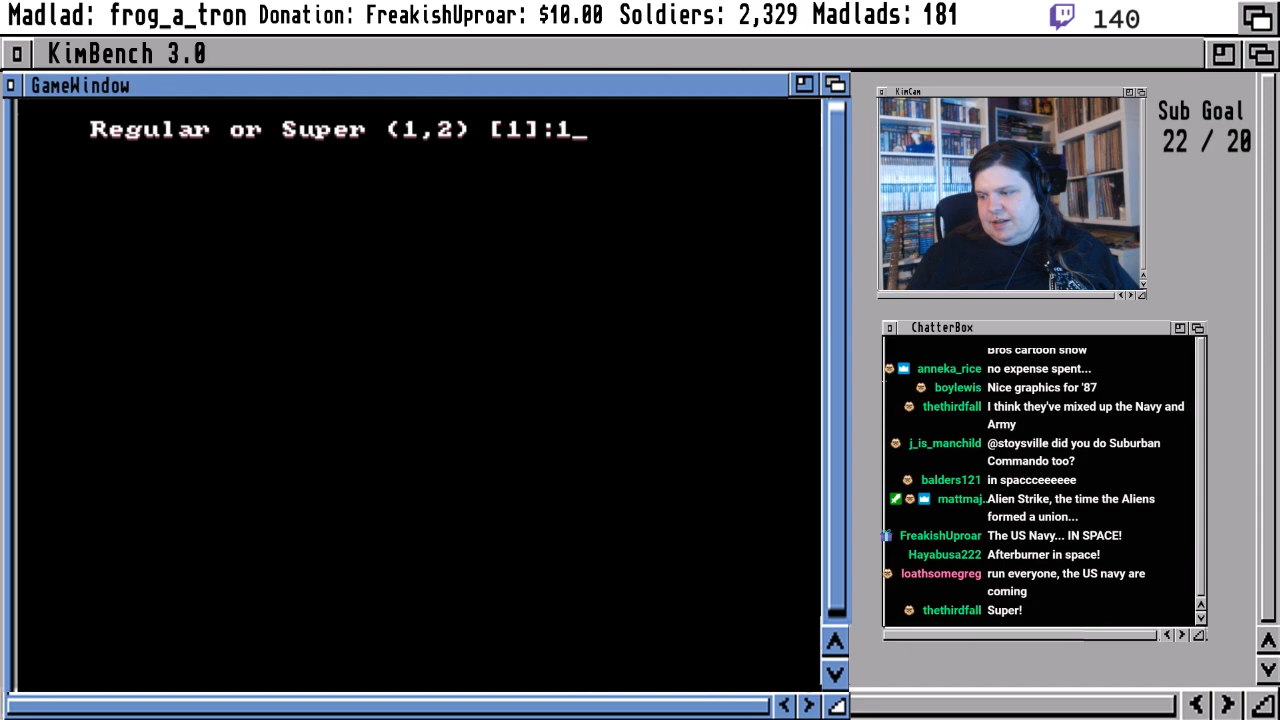 Madlad: frog_a_tron Donation: FreakishUproar: $10.00 Soldiers: 2,329 Madlads: 181
140
KimBench 3.0
GameWindow
Regular or Super (1,2) [1]:1_
KimCam
Sub Goal
22 / 20
ChatterBox
Bros cartoon show
anneka_rice no expense spent...
boylewis Nice graphics for '87
thethirdfall I think they've mixed up the Navy and
Army
j_is_manchild @stoysville did you do Suburban
Commando too?
balders121 in spaccceeeeee
mattmaj.. Alien Strike, the time the Aliens
formed a union...
FreakishUproar The US Navy... IN SPACE!
Hayabusa222 Afterburner in space!
loathsomegreg run everyone, the US navy are
coming
thethirdfall Super!